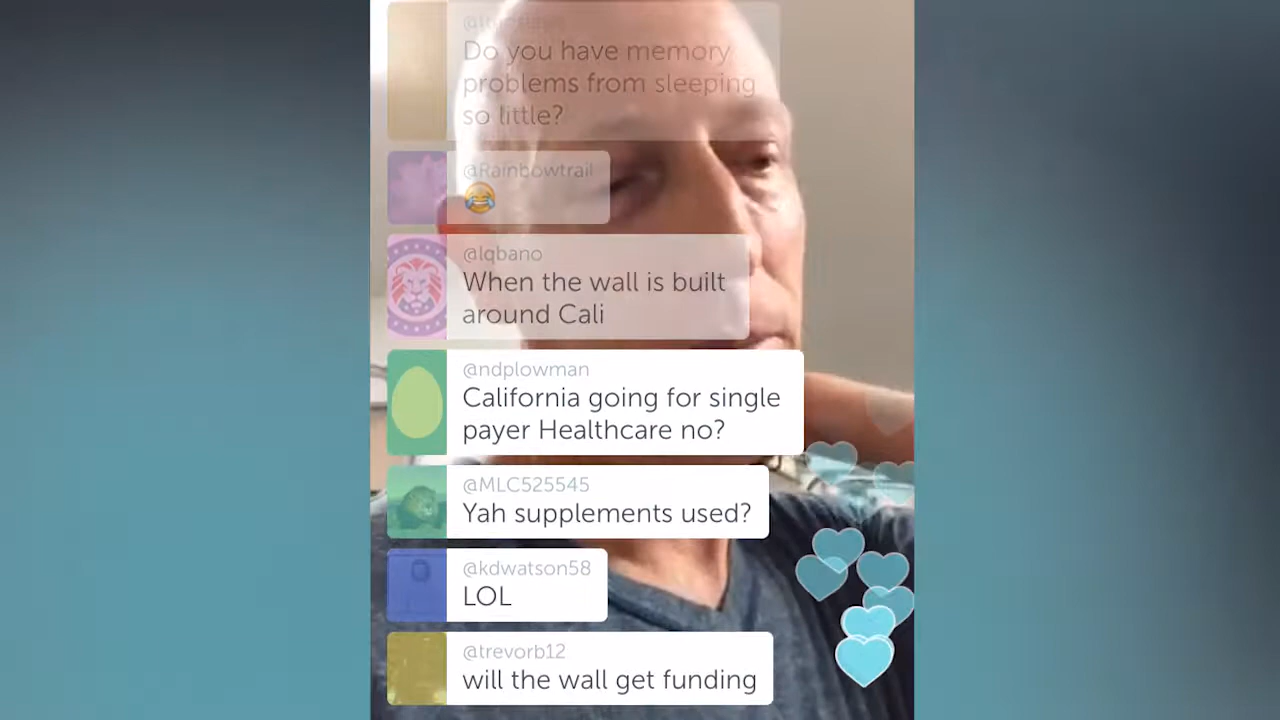 Do you have memory
problems from sleeping
so little?
@Rainbowtrail
😂
@lqbano
When the wall is built
around Cali
@ndplowman
California going for single
payer Healthcare no?
@MLC525545
Yah supplements used?
@kdwatson58
LOL
@trevorb12
will the wall get funding